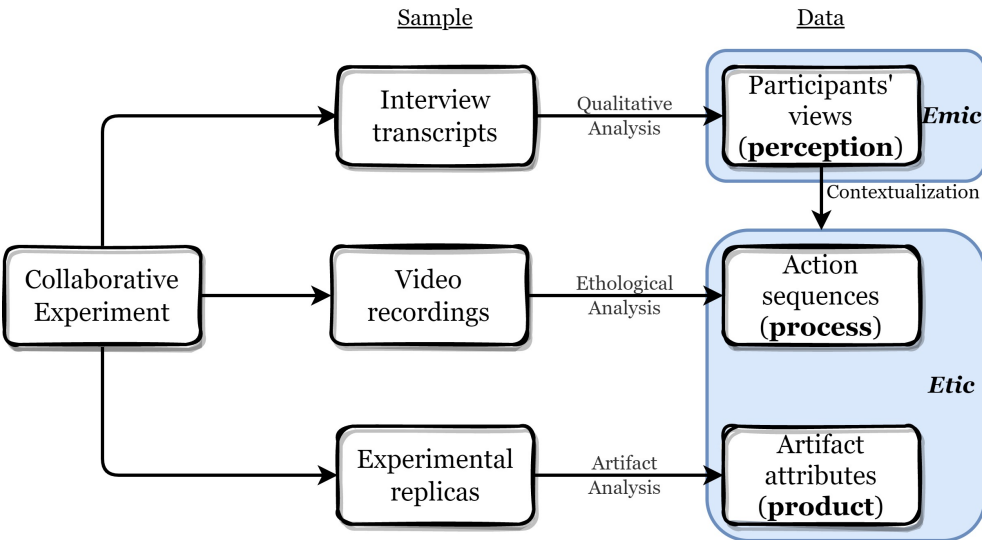 Sample
Data
Interview
transcripts
Qualitative
Analysis
Participants'
views
(perception)
Emic
Contextualization
Collaborative
Experiment
Video
recordings
Ethological
Analysis
Action
sequences
(process)
Etic
Experimental
replicas
Artifact
Analysis
Artifact
attributes
(product)